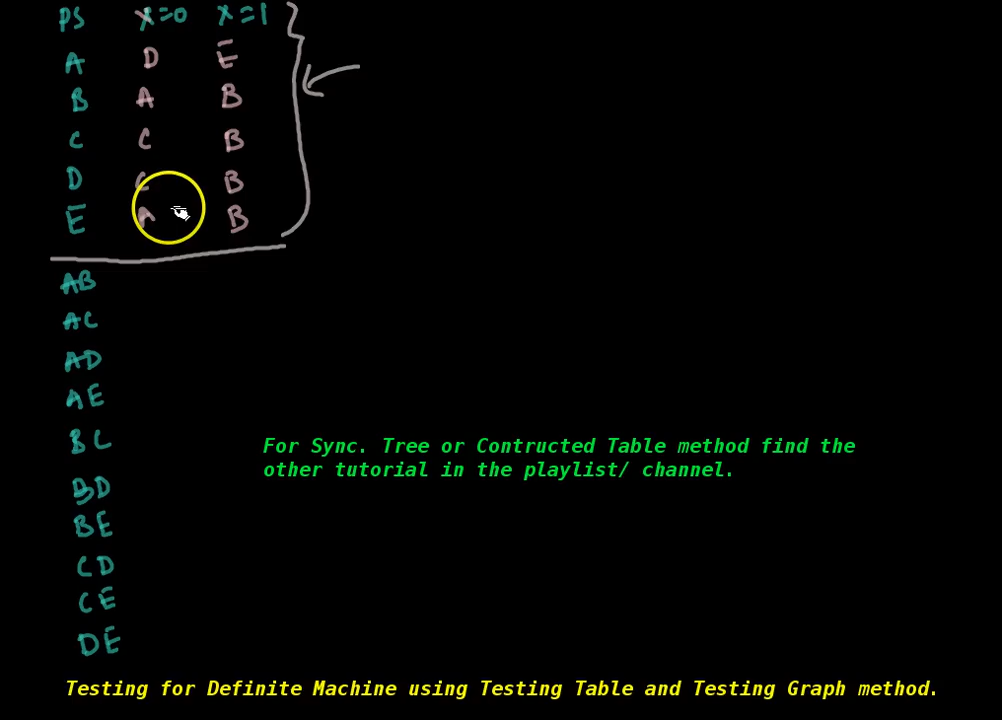 PS X=0 X=1
A D E
B A B
C C B
D C B
E A B
AB
AC
AD
AE
BC
For Sync. Tree or Contructed Table method find the
other tutorial in the playlist/ channel.
BD
BE
CD
CE
DE
Testing for Definite Machine using Testing Table and Testing Graph method.